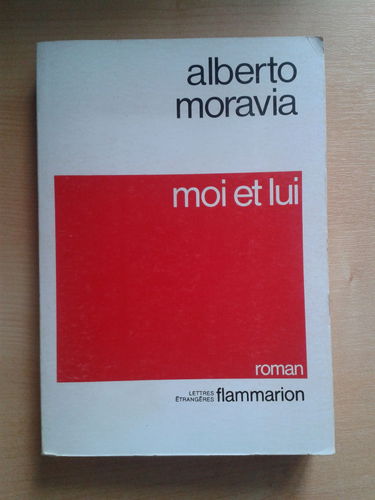 alberto
moravia
moi et lui
roman
LETTRES
ÉTRANGÈRES flammarion